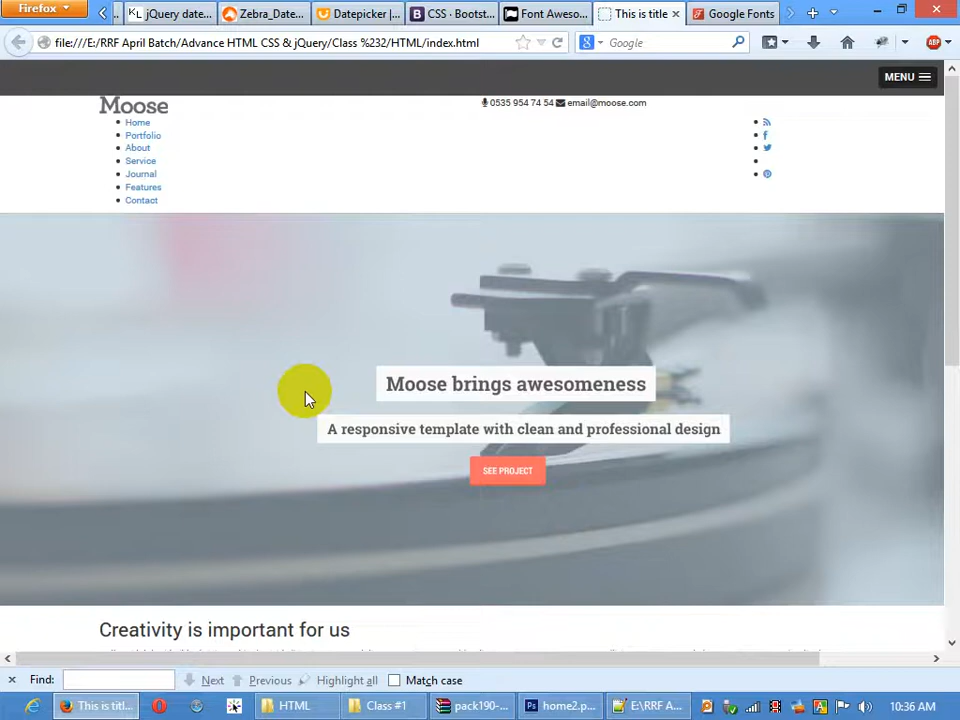 Firefox
jQuery date...
Zebra_Date...
Datepicker |...
CSS · Bootst...
Font Aweso...
This is title
Google Fonts
file:///E:/RRF April Batch/Advance HTML CSS & jQuery/Class %232/HTML/index.html
Google
ABP
MENU
Moose
0535 954 74 54 email@moose.com
Home
Portfolio
About
Service
Journal
Features
Contact
Moose brings awesomeness
A responsive template with clean and professional design
SEE PROJECT
Creativity is important for us
Find: Next Previous Highlight all Match case
This is titl... HTML Class #1 pack190-... home2.p... E:\RRF A... 10:36 AM